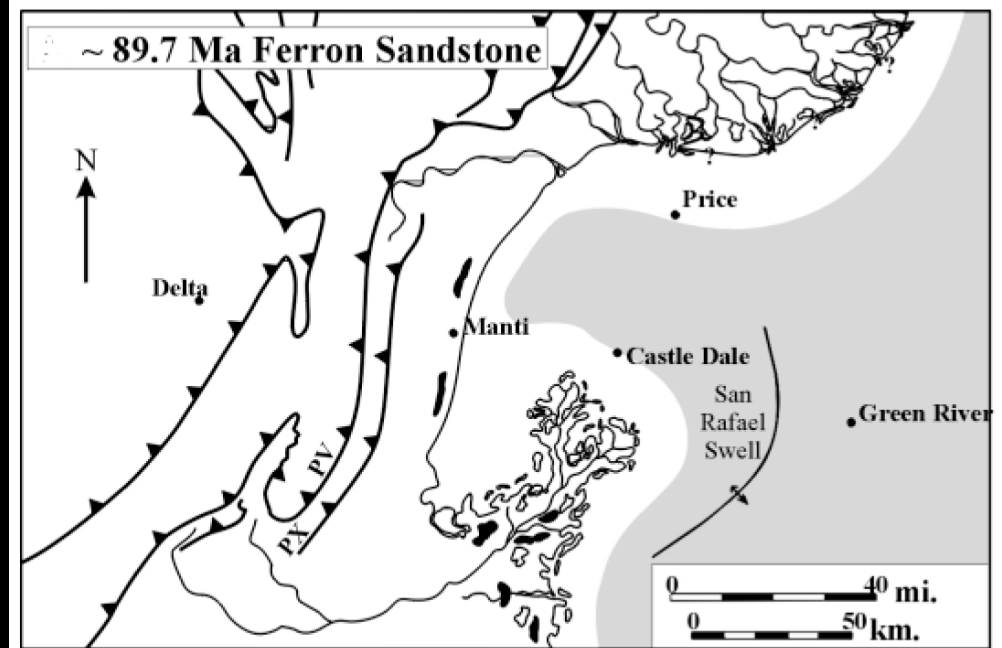 ~ 89.7 Ma Ferron Sandstone
N
?
?
?
Price
Delta
Manti
Castle Dale
San
Rafael
Swell
Green River
PV
PX
0 40 mi.
0 50 km.